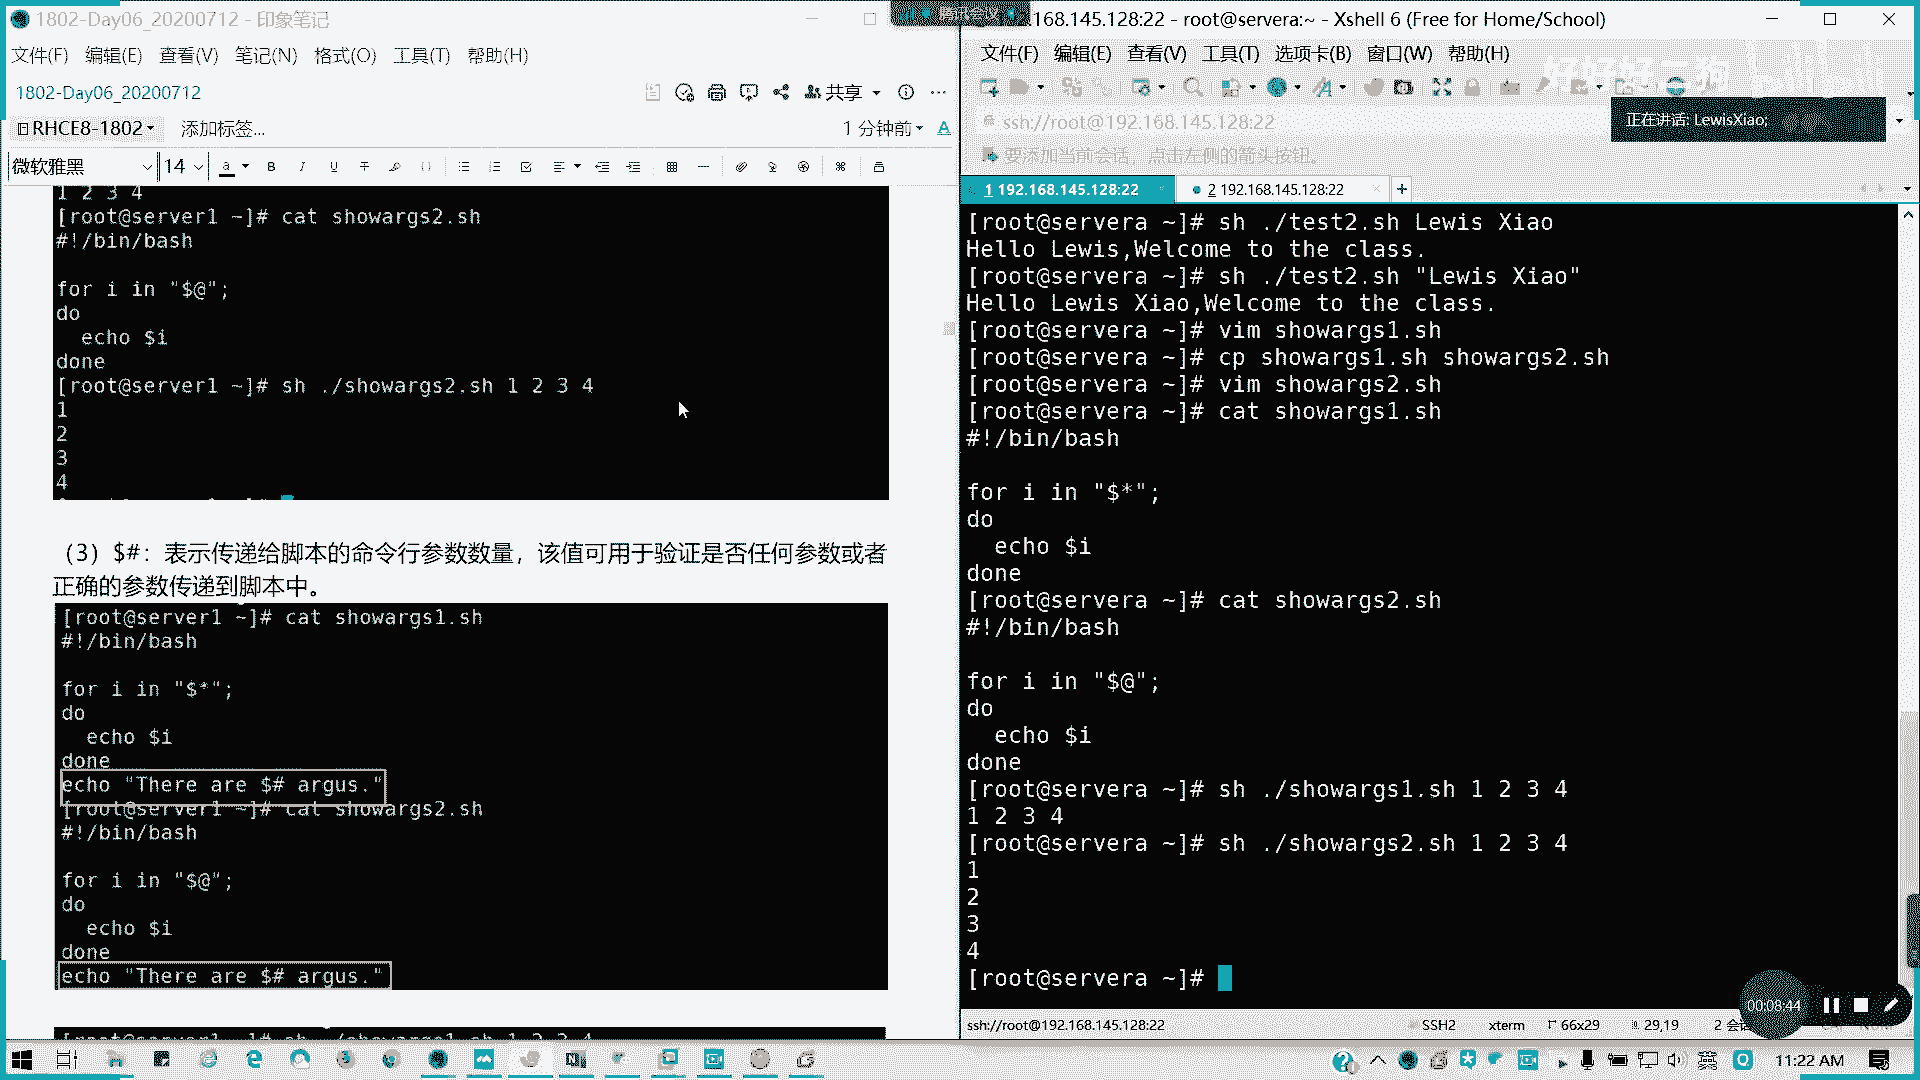 1802-Day06_20200712 - 印象笔记
文件(F) 编辑(E) 查看(V) 笔记(N) 格式(O) 工具(T) 帮助(H)
1802-Day06_20200712
共享
RHCE8-1802
添加标签...
1 分钟前
微软雅黑
14
1 2 3 4
[root@server1 ~]# cat showargs2.sh
#!/bin/bash
for i in "$@";
do
echo $i
done
[root@server1 ~]# sh ./showargs2.sh 1 2 3 4
1
2
3
4
（3）$#：表示传递给脚本的命令行参数数量，该值可用于验证是否任何参数或者
正确的参数传递到脚本中。
[root@server1 ~]# cat showargs1.sh
#!/bin/bash
for i in "$*";
do
echo $i
done
echo "There are $# argus."
[root@server1 ~]# cat showargs2.sh
#!/bin/bash
for i in "$@";
do
echo $i
done
echo "There are $# argus."
腾讯会议
.168.145.128:22 - root@servera:~ - Xshell 6 (Free for Home/School)
文件(F) 编辑(E) 查看(V) 工具(T) 选项卡(B) 窗口(W) 帮助(H)
ssh://root@192.168.145.128:22
正在讲话: LewisXiao;
要添加当前会话，点击左侧的箭头按钮。
1 192.168.145.128:22
2 192.168.145.128:22
[root@servera ~]# sh ./test2.sh Lewis Xiao
Hello Lewis,Welcome to the class.
[root@servera ~]# sh ./test2.sh "Lewis Xiao"
Hello Lewis Xiao,Welcome to the class.
[root@servera ~]# vim showargs1.sh
[root@servera ~]# cp showargs1.sh showargs2.sh
[root@servera ~]# vim showargs2.sh
[root@servera ~]# cat showargs1.sh
#!/bin/bash
for i in "$*";
do
echo $i
done
[root@servera ~]# cat showargs2.sh
#!/bin/bash
for i in "$@";
do
echo $i
done
[root@servera ~]# sh ./showargs1.sh 1 2 3 4
1 2 3 4
[root@servera ~]# sh ./showargs2.sh 1 2 3 4
1
2
3
4
[root@servera ~]#
00:08:44
ssh://root@192.168.145.128:22
SSH2
xterm
66x29
29,19
2 会
英
11:22 AM